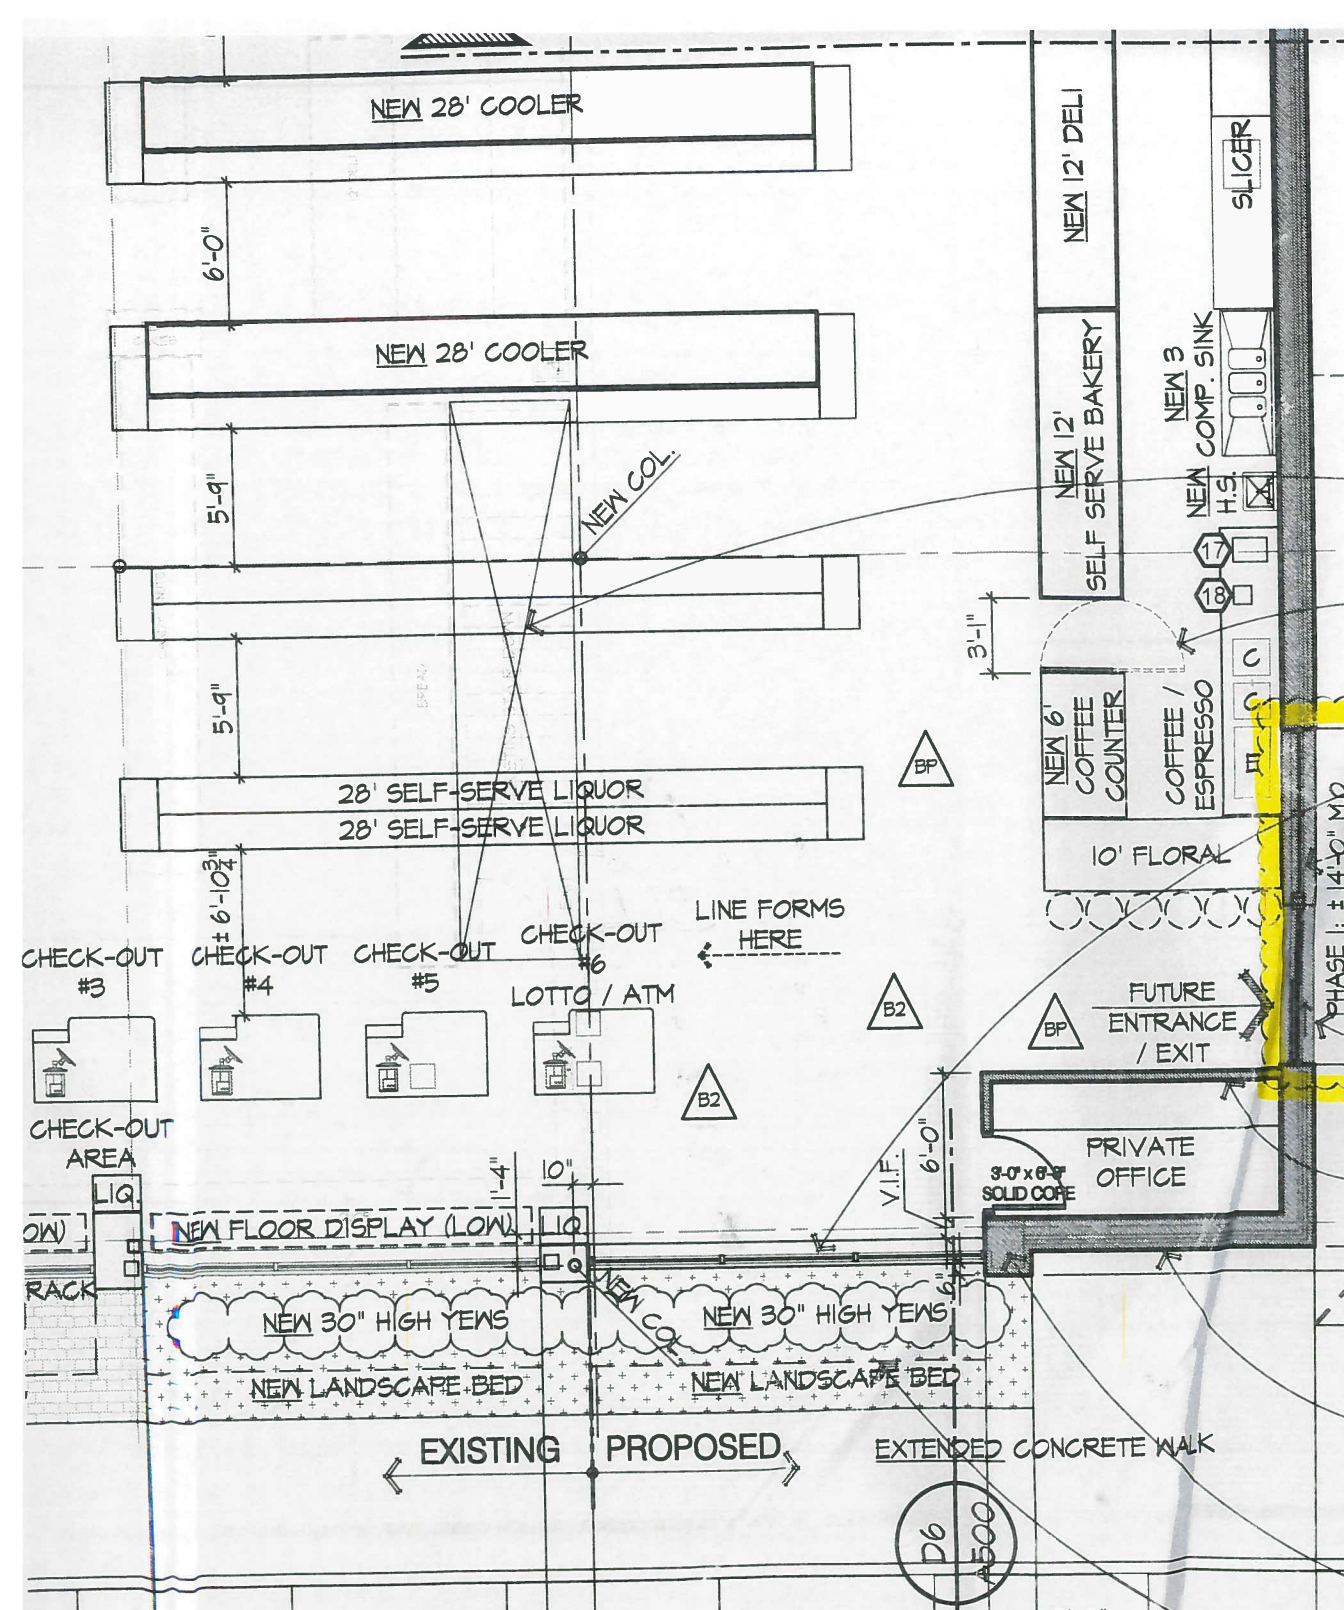 NEW 28' COOLER
NEW 12' DELI
SLICER
6'-0"
NEW 28' COOLER
NEW 3
COMP. SINK
NEW 12'
SELF SERVE BAKERY
NEW
H.S.
5'-9"
NEW COL.
17
18
3'-1"
5'-9"
C
C
E
NEW 6'
COFFEE
COUNTER
COFFEE /
ESPRESSO
BP
BREAD
28' SELF-SERVE LIQUOR
28' SELF-SERVE LIQUOR
10' FLORAL
PHASE 1: ± 14'-0" M.O.
± 6'-10 3/4"
LINE FORMS
HERE
CHECK-OUT
#3
CHECK-OUT
#4
CHECK-OUT
#5
CHECK-OUT
#6
LOTTO / ATM
B2
BP
FUTURE
ENTRANCE
/ EXIT
B2
CHECK-OUT
AREA
6'-0"
V.I.F.
PRIVATE
OFFICE
3'-0" x 6'-8"
SOLID CORE
1'-4"
10"
LIQ.
NEW FLOOR DISPLAY (LOW)
LIQ.
OW)
RACK
6"
NEW COL.
NEW 30" HIGH YEWS
NEW 30" HIGH YEWS
NEW LANDSCAPE BED
NEW LANDSCAPE BED
EXISTING
PROPOSED
EXTENDED CONCRETE WALK
D6
A500